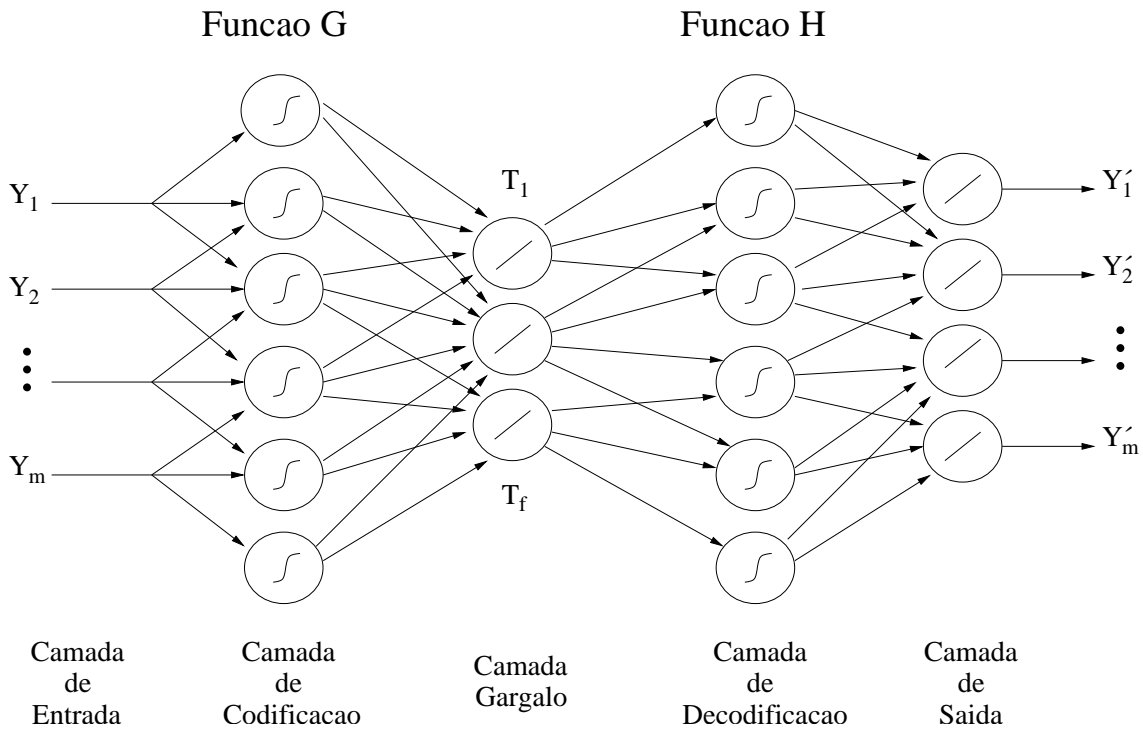 Funcao G
Funcao H
T₁
Y₁
Y´₁
Y₂
Y´₂
Yₘ
Y´ₘ
T_f
Camada de Entrada
Camada de Codificacao
Camada Gargalo
Camada de Decodificacao
Camada de Saida